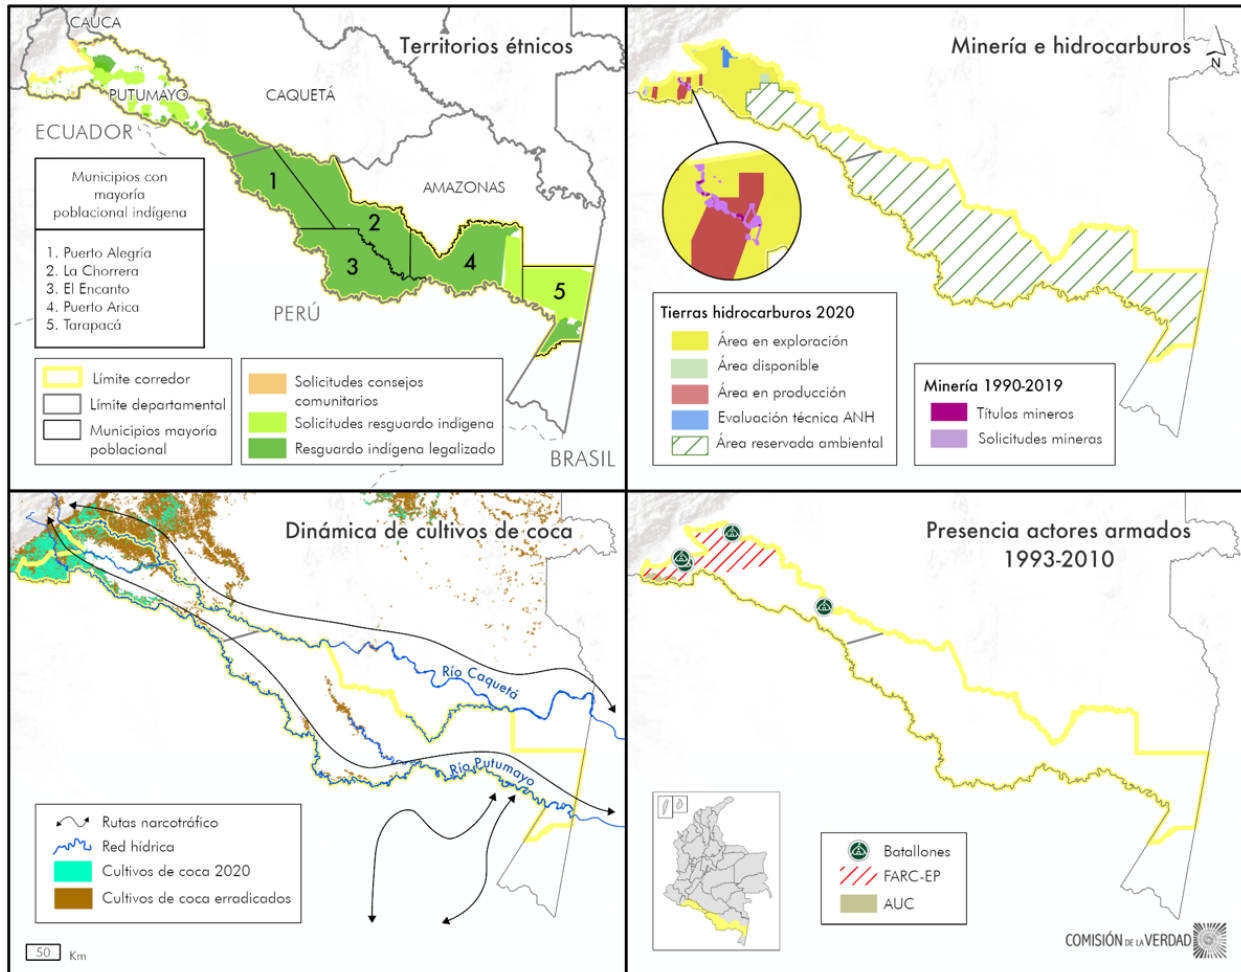 Territorios étnicos
CAUCA
PUTUMAYO
CAQUETÁ
ECUADOR
AMAZONAS
PERÚ
BRASIL
1
2
3
4
5
Municipios con
mayoría
poblacional indígena
1. Puerto Alegría
2. La Chorrera
3. El Encanto
4. Puerto Arica
5. Tarapacá
Límite corredor
Límite departamental
Municipios mayoría
poblacional
Solicitudes consejos
comunitarios
Solicitudes resguardo indígena
Resguardo indígena legalizado
Minería e hidrocarburos
N
Tierras hidrocarburos 2020
Área en exploración
Área disponible
Área en producción
Evaluación técnica ANH
Área reservada ambiental
Minería 1990-2019
Títulos mineros
Solicitudes mineras
Dinámica de cultivos de coca
Río Caquetá
Río Putumayo
Rutas narcotráfico
Red hídrica
Cultivos de coca 2020
Cultivos de coca erradicados
50 Km
Presencia actores armados
1993-2010
Batallones
FARC-EP
AUC
COMISIÓN DE LA VERDAD